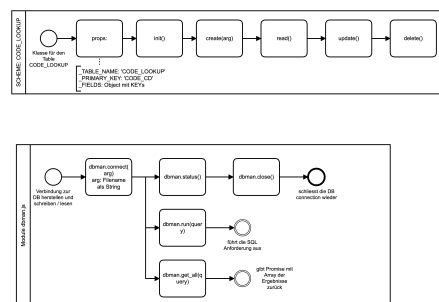 SCHEME: CODE_LOOKUP
Klasse für den
Table
CODE_LOOKUP
props:
init()
create(arg)
read()
update()
delete()
_TABLE_NAME: 'CODE_LOOKUP'
_PRIMARY_KEY: 'CODE_CD'
_FIELDS: Object mit KEYs
Module dbman.js
Verbindung zur
DB herstellen und
schreiben / lesen
dbman.connect(
arg)
arg: Filename
als String
dbman.status()
dbman.close()
schliesst die DB
connection wieder
dbman.run(quer
y)
führt die SQL
Anforderung aus
dbman.get_all(q
uery)
gibt Promise mit
Array der
Ergebnisse
zurück